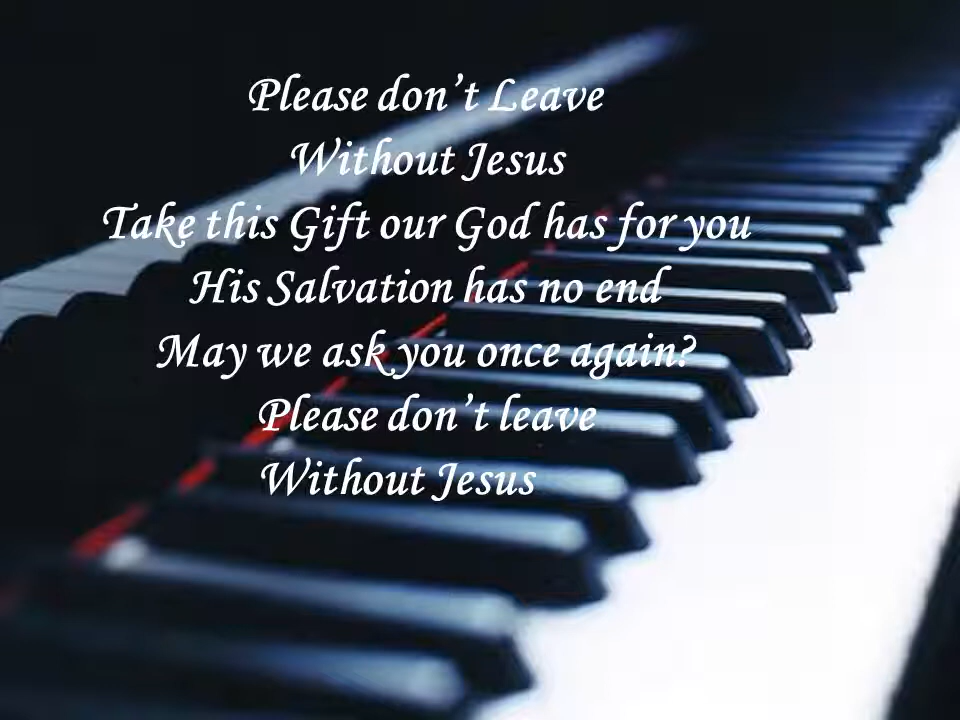 Please don’t Leave
Without Jesus
Take this Gift our God has for you
His Salvation has no end
May we ask you once again?
Please don’t leave
Without Jesus